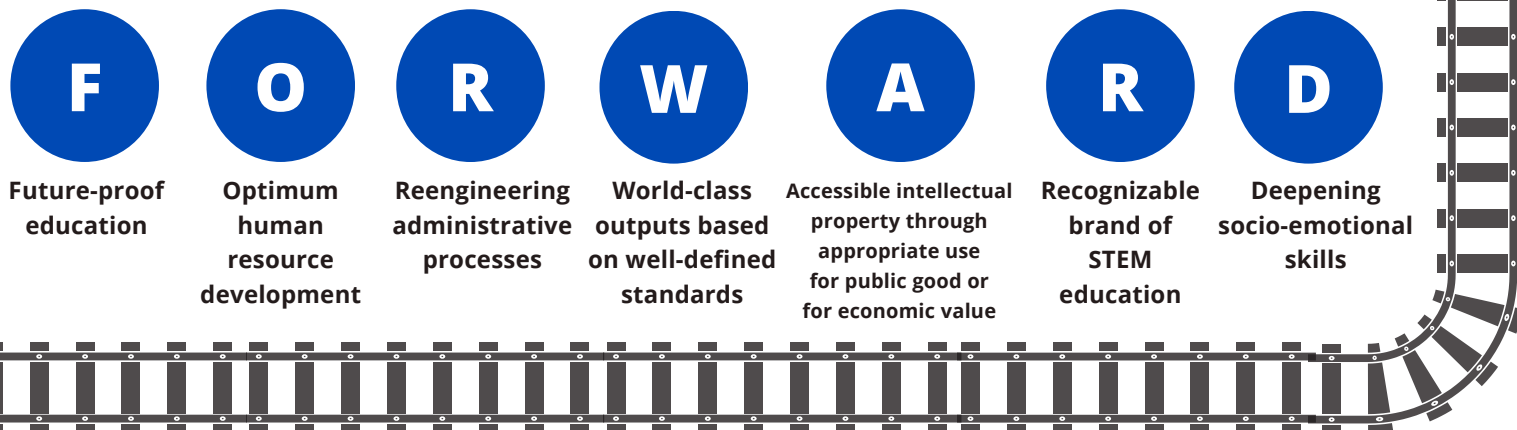 F
Future-proof
education
O
Optimum
human
resource
development
R
Reengineering
administrative
processes
W
World-class
outputs based
on well-defined
standards
A
Accessible intellectual
property through
appropriate use
for public good or
for economic value
R
Recognizable
brand of
STEM
education
D
Deepening
socio-emotional
skills